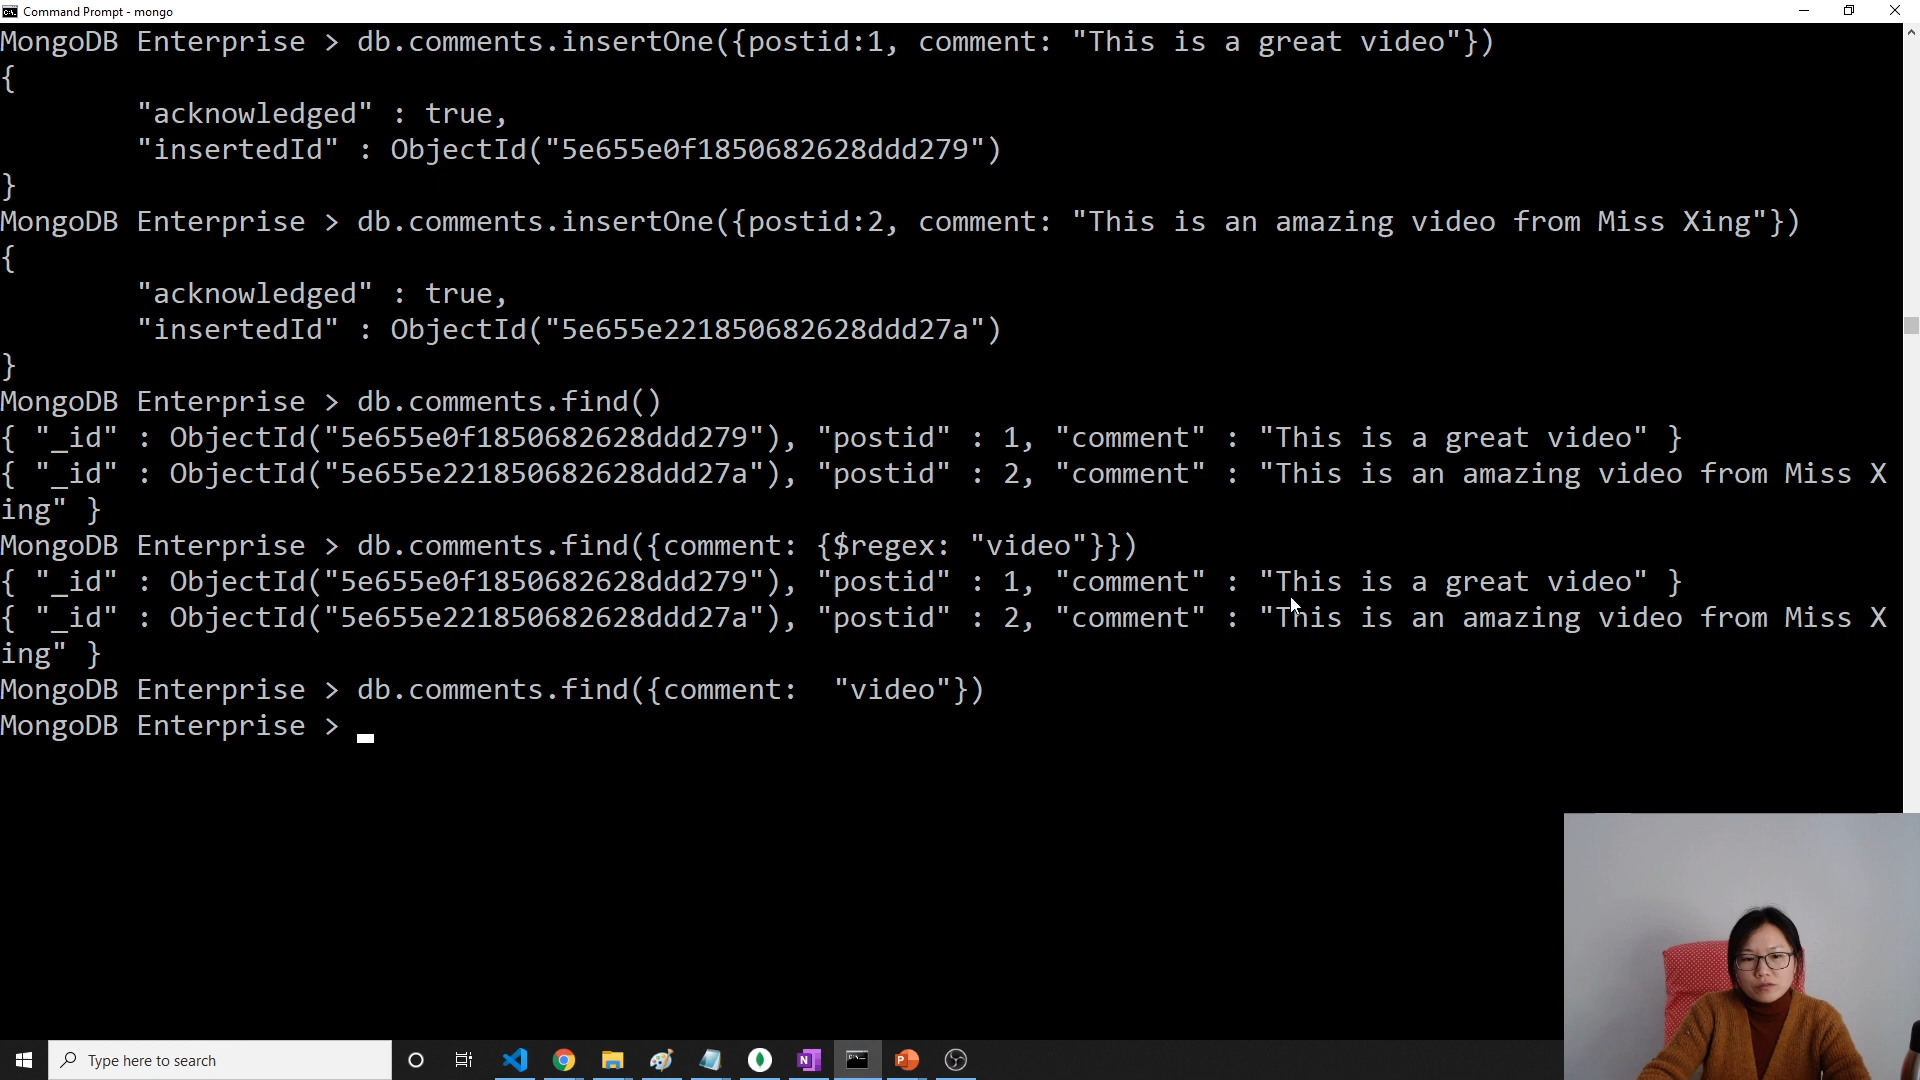 Command Prompt - mongo
MongoDB Enterprise > db.comments.insertOne({postid:1, comment: "This is a great video"})
{
"acknowledged" : true,
"insertedId" : ObjectId("5e655e0f1850682628ddd279")
}
MongoDB Enterprise > db.comments.insertOne({postid:2, comment: "This is an amazing video from Miss Xing"})
{
"acknowledged" : true,
"insertedId" : ObjectId("5e655e221850682628ddd27a")
}
MongoDB Enterprise > db.comments.find()
{ "_id" : ObjectId("5e655e0f1850682628ddd279"), "postid" : 1, "comment" : "This is a great video" }
{ "_id" : ObjectId("5e655e221850682628ddd27a"), "postid" : 2, "comment" : "This is an amazing video from Miss X
ing" }
MongoDB Enterprise > db.comments.find({comment: {$regex: "video"}})
{ "_id" : ObjectId("5e655e0f1850682628ddd279"), "postid" : 1, "comment" : "This is a great video" }
{ "_id" : ObjectId("5e655e221850682628ddd27a"), "postid" : 2, "comment" : "This is an amazing video from Miss X
ing" }
MongoDB Enterprise > db.comments.find({comment:  "video"})
MongoDB Enterprise >
Type here to search